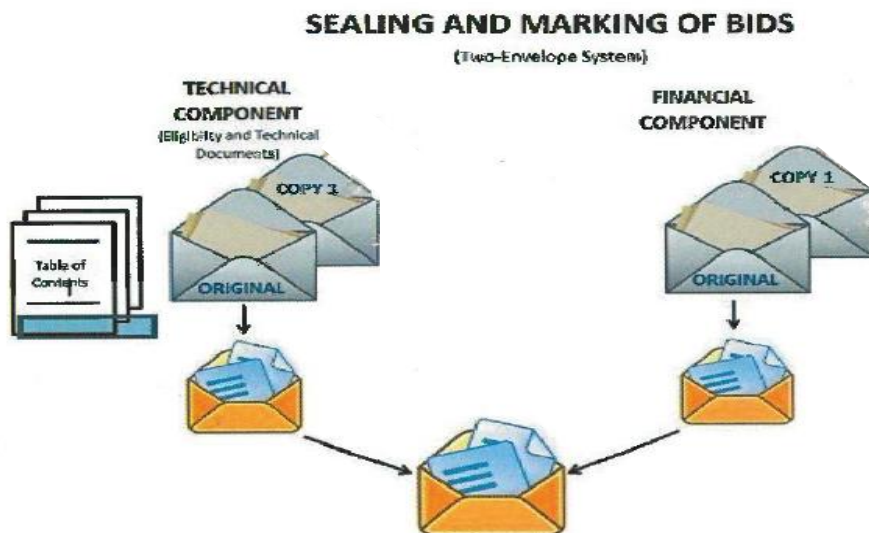 SEALING AND MARKING OF BIDS
(Two-Envelope System)
TECHNICAL
COMPONENT
(Eligibility and Technical
Documents)
COPY 1
ORIGINAL
Table of
Contents
FINANCIAL
COMPONENT
COPY 1
ORIGINAL